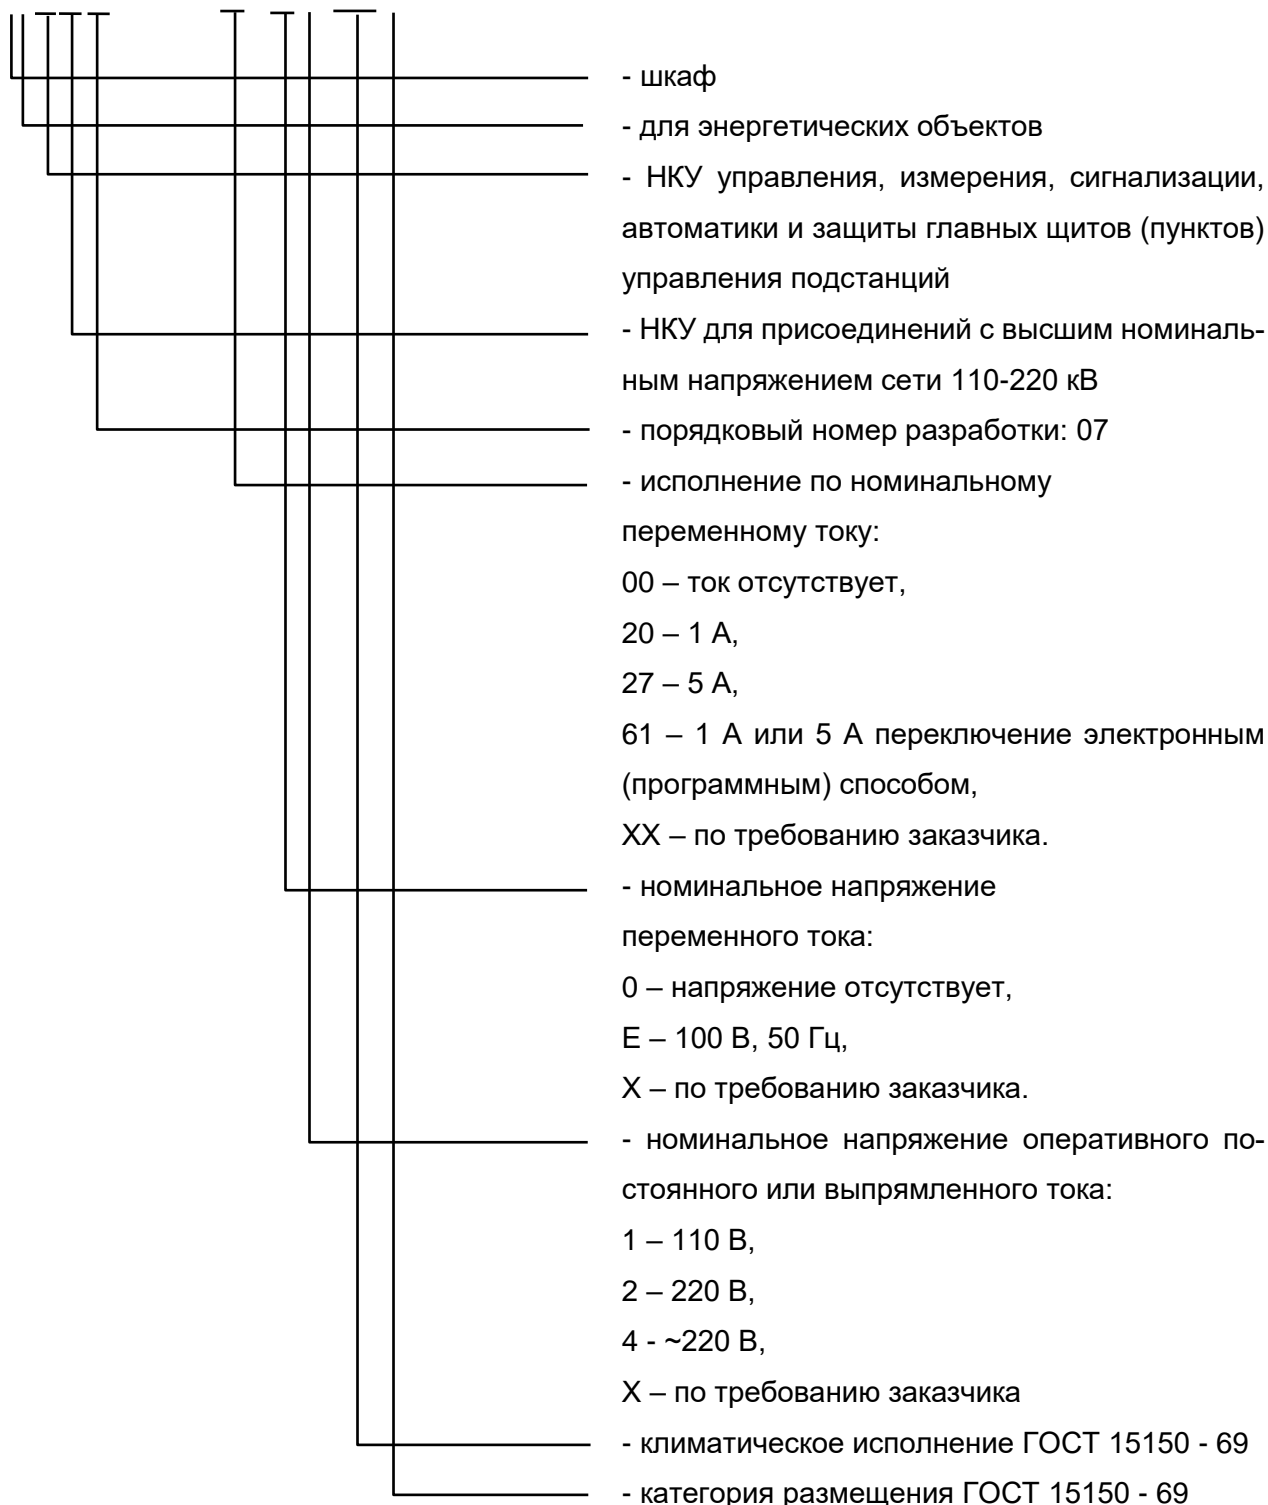 - шкаф
- для энергетических объектов
- НКУ управления, измерения, сигнализации,
автоматики и защиты главных щитов (пунктов)
управления подстанций
- НКУ для присоединений с высшим номиналь-
ным напряжением сети 110-220 кВ
- порядковый номер разработки: 07
- исполнение по номинальному
переменному току:
00 – ток отсутствует,
20 – 1 А,
27 – 5 А,
61 – 1 А или 5 А переключение электронным
(программным) способом,
ХХ – по требованию заказчика.
- номинальное напряжение
переменного тока:
0 – напряжение отсутствует,
Е – 100 В, 50 Гц,
Х – по требованию заказчика.
- номинальное напряжение оперативного по-
стоянного или выпрямленного тока:
1 – 110 В,
2 – 220 В,
4 - ~220 В,
Х – по требованию заказчика
- климатическое исполнение ГОСТ 15150 - 69
- категория размещения ГОСТ 15150 - 69